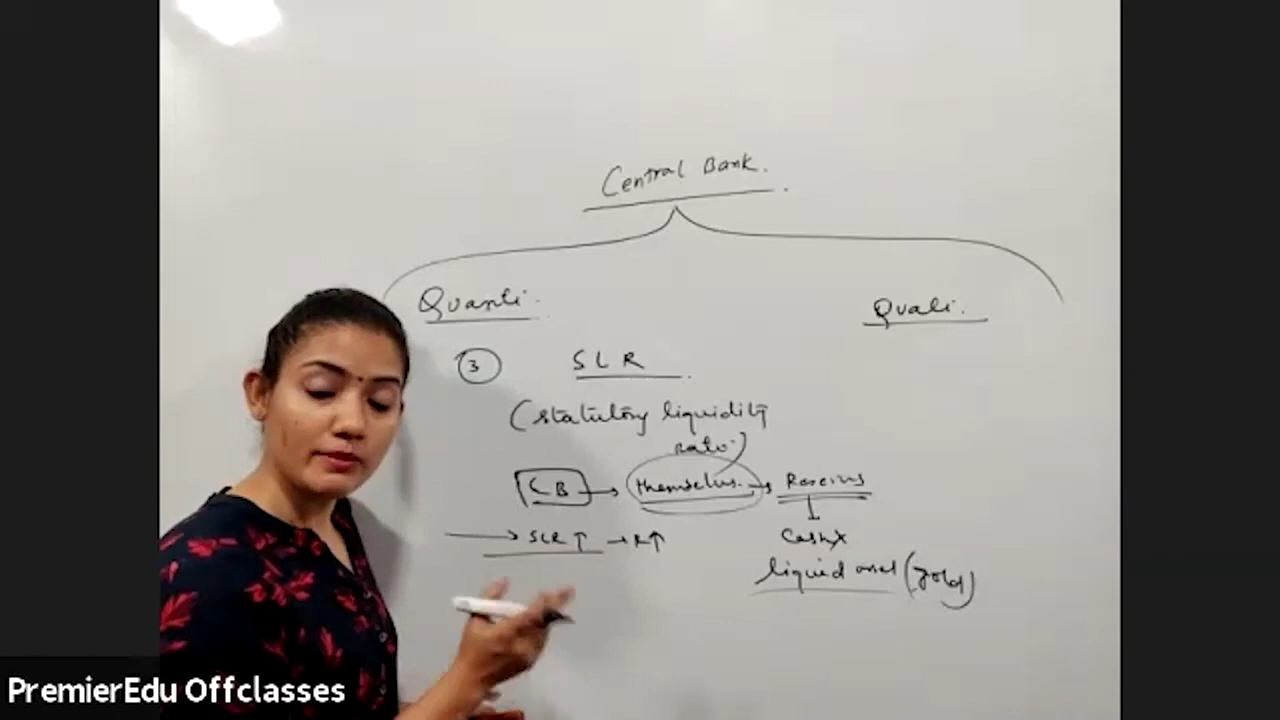 Central Bank.
Quanti.
Quali.
3 SLR
(statutory liquidity
ratio)
CB → themselves. → Reserves
→ SLR ↑ → R↑
Cash x
liquid asset (gold)
PremierEdu Offclasses